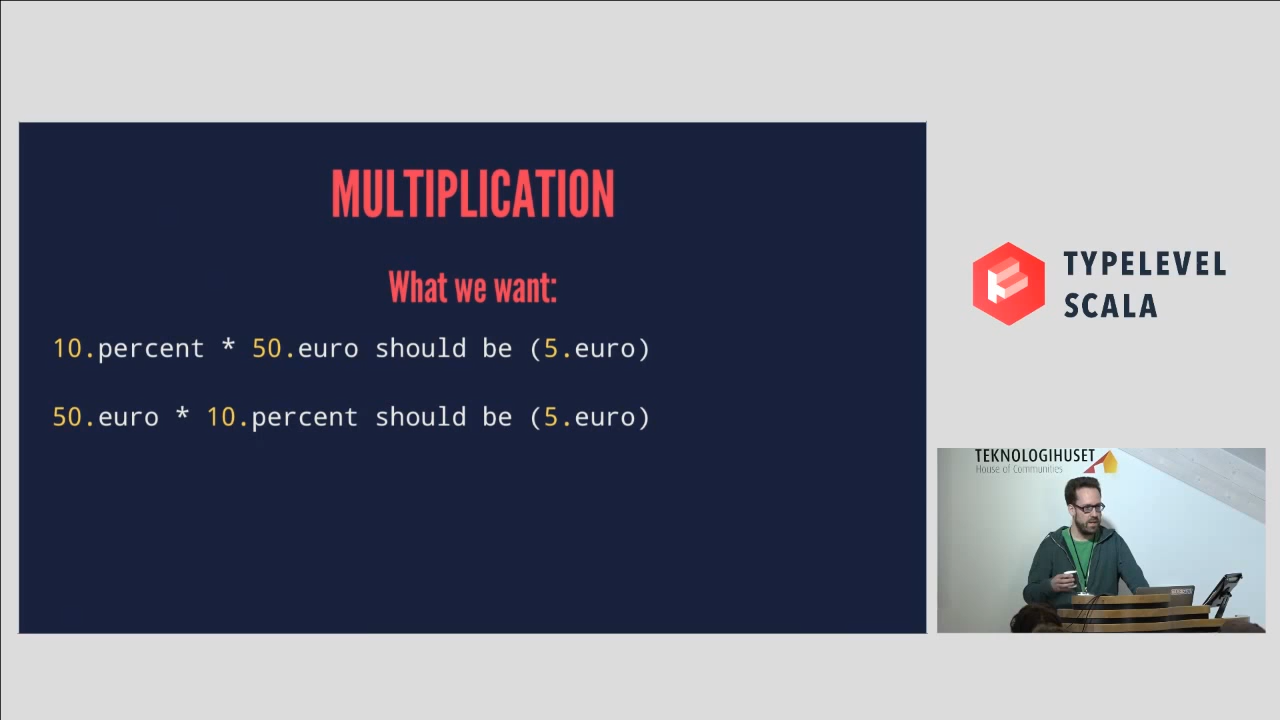 MULTIPLICATION
What we want:
10.percent * 50.euro should be (5.euro)
50.euro * 10.percent should be (5.euro)
TYPELEVEL
SCALA
TEKNOLOGIHUSET
House of Communities